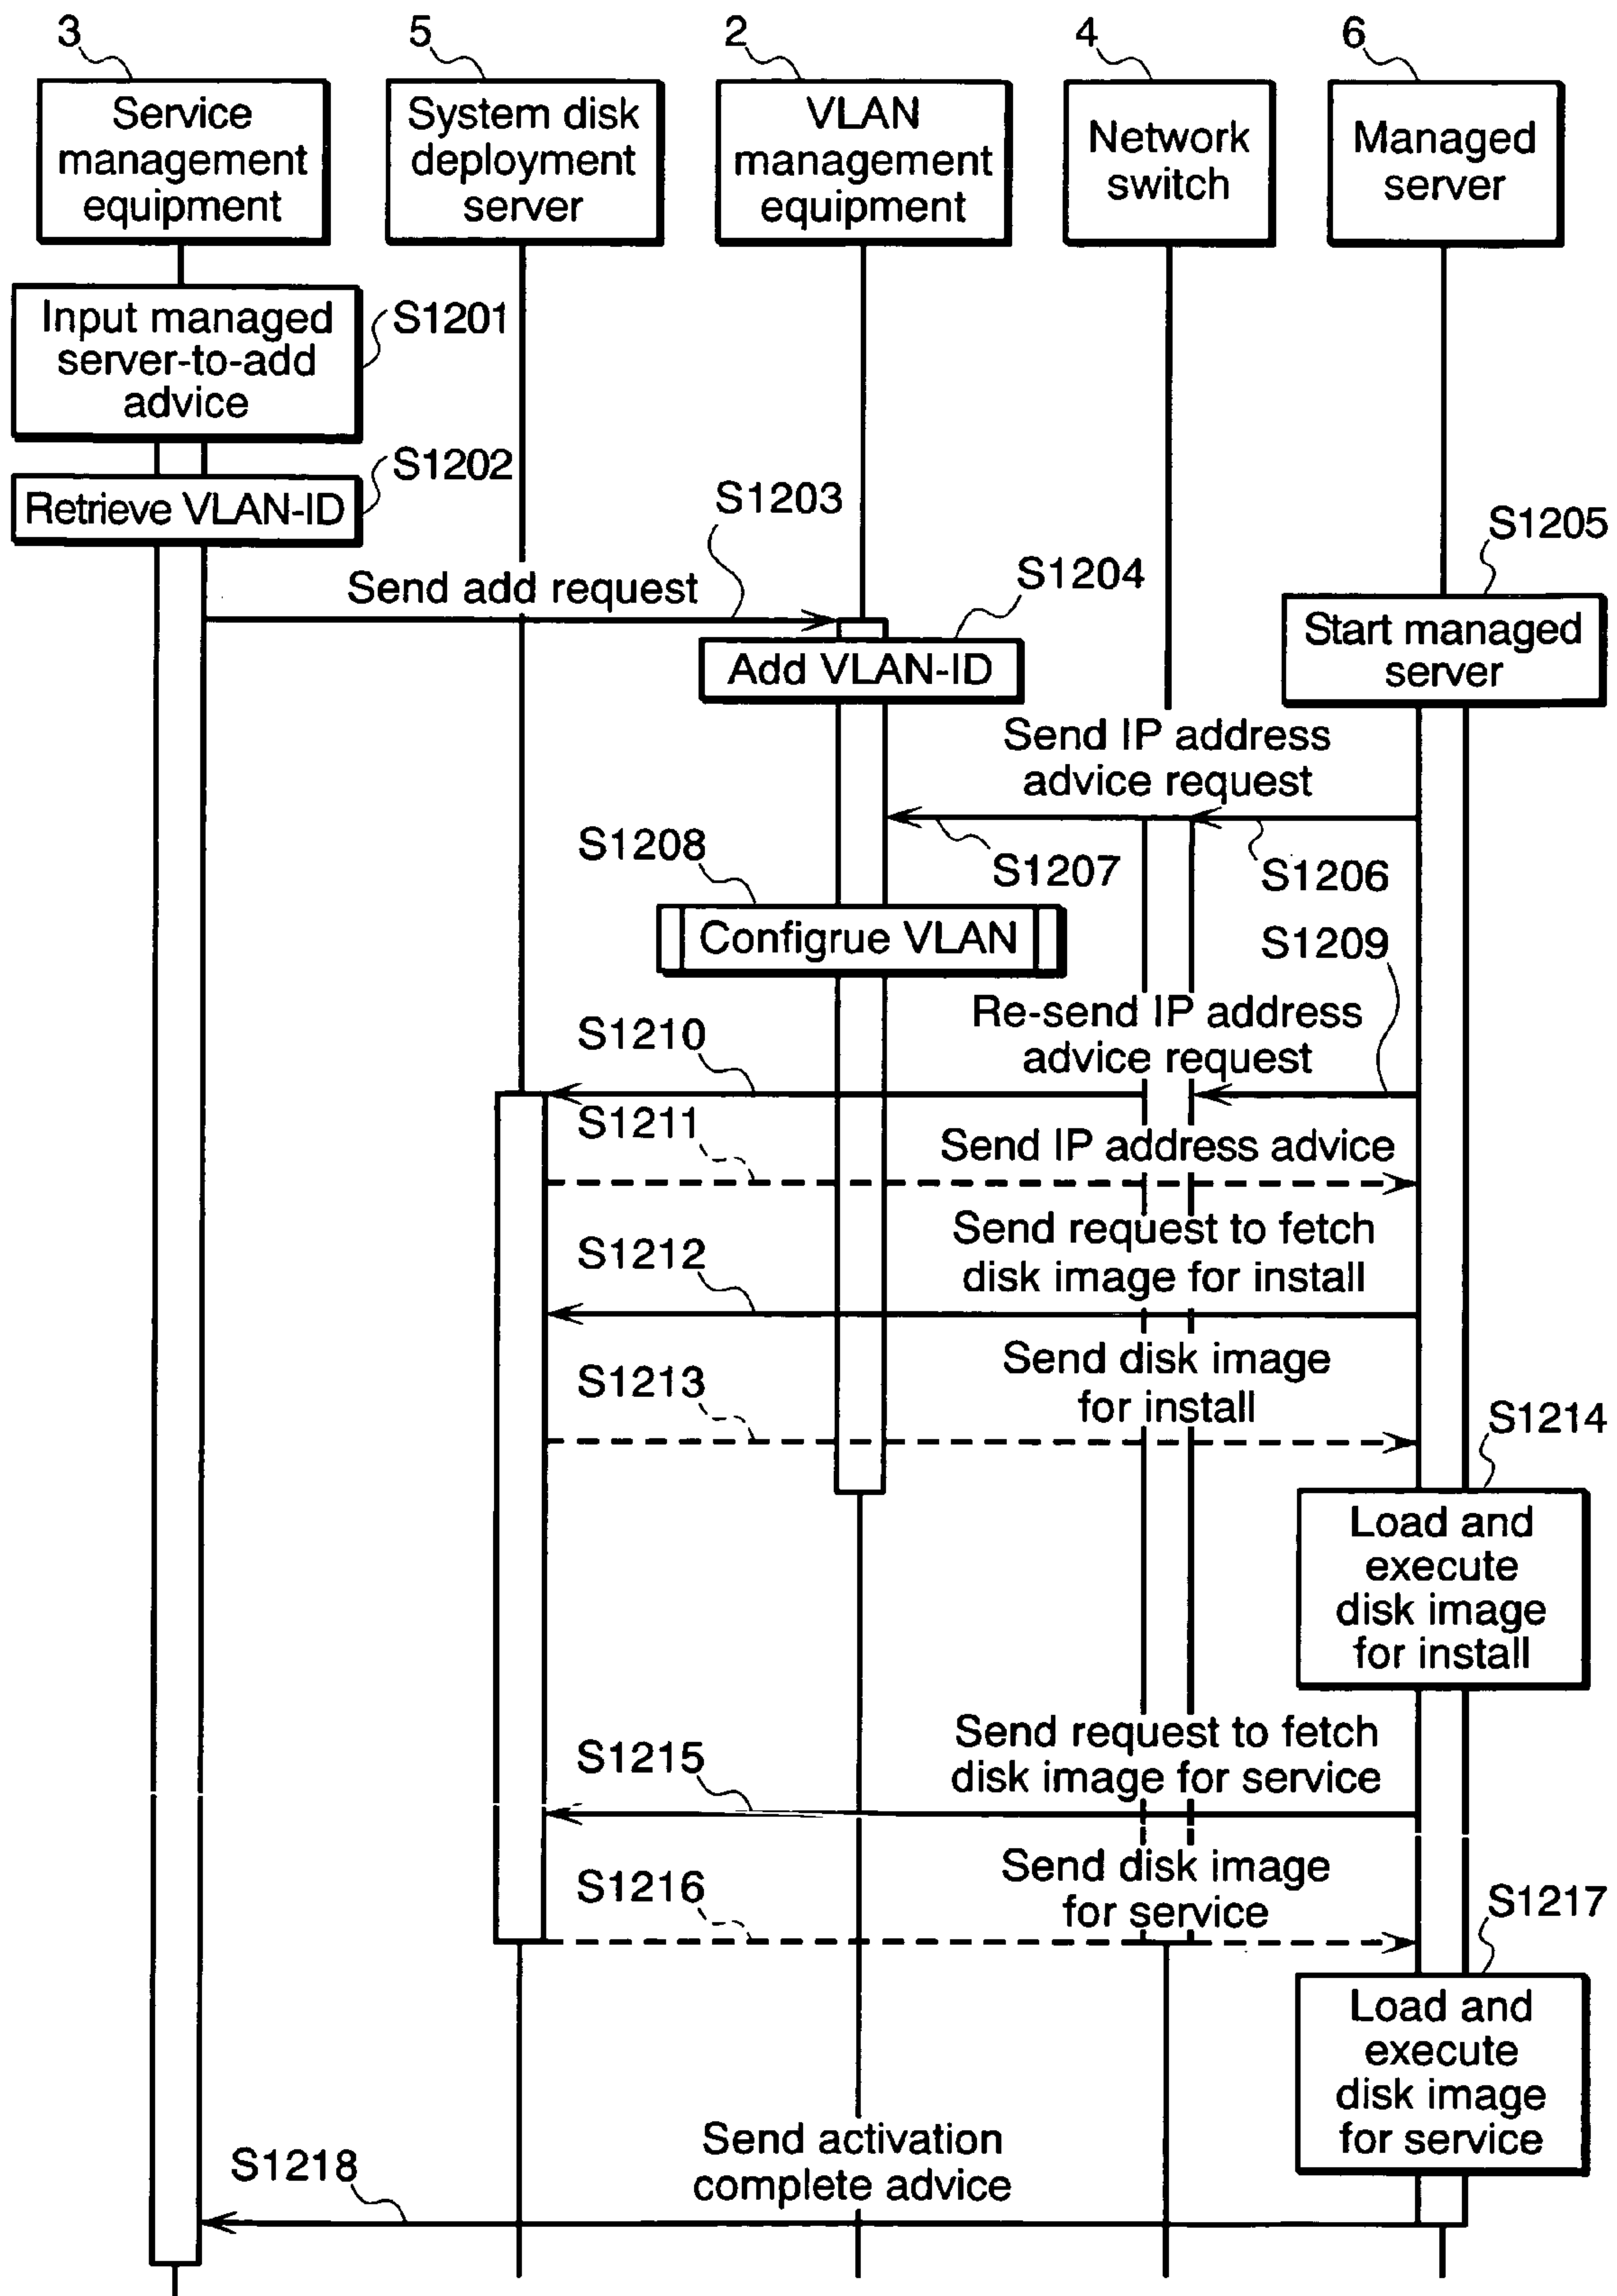 3
5
2
4
6
Service
management
equipment
System disk
deployment
server
VLAN
management
equipment
Network
switch
Managed
server
Input managed
server-to-add
advice
S1201
Retrieve VLAN-ID
S1202
Send add request
S1203
Add VLAN-ID
S1204
Start managed
server
S1205
Send IP address
advice request
S1207
S1206
S1208
Configrue VLAN
S1209
Re-send IP address
advice request
S1210
S1211
Send IP address advice
Send request to fetch
disk image for install
S1212
Send disk image
for install
S1213
S1214
Load and
execute
disk image
for install
Send request to fetch
disk image for service
S1215
Send disk image
for service
S1216
S1217
Load and
execute
disk image
for service
Send activation
complete advice
S1218